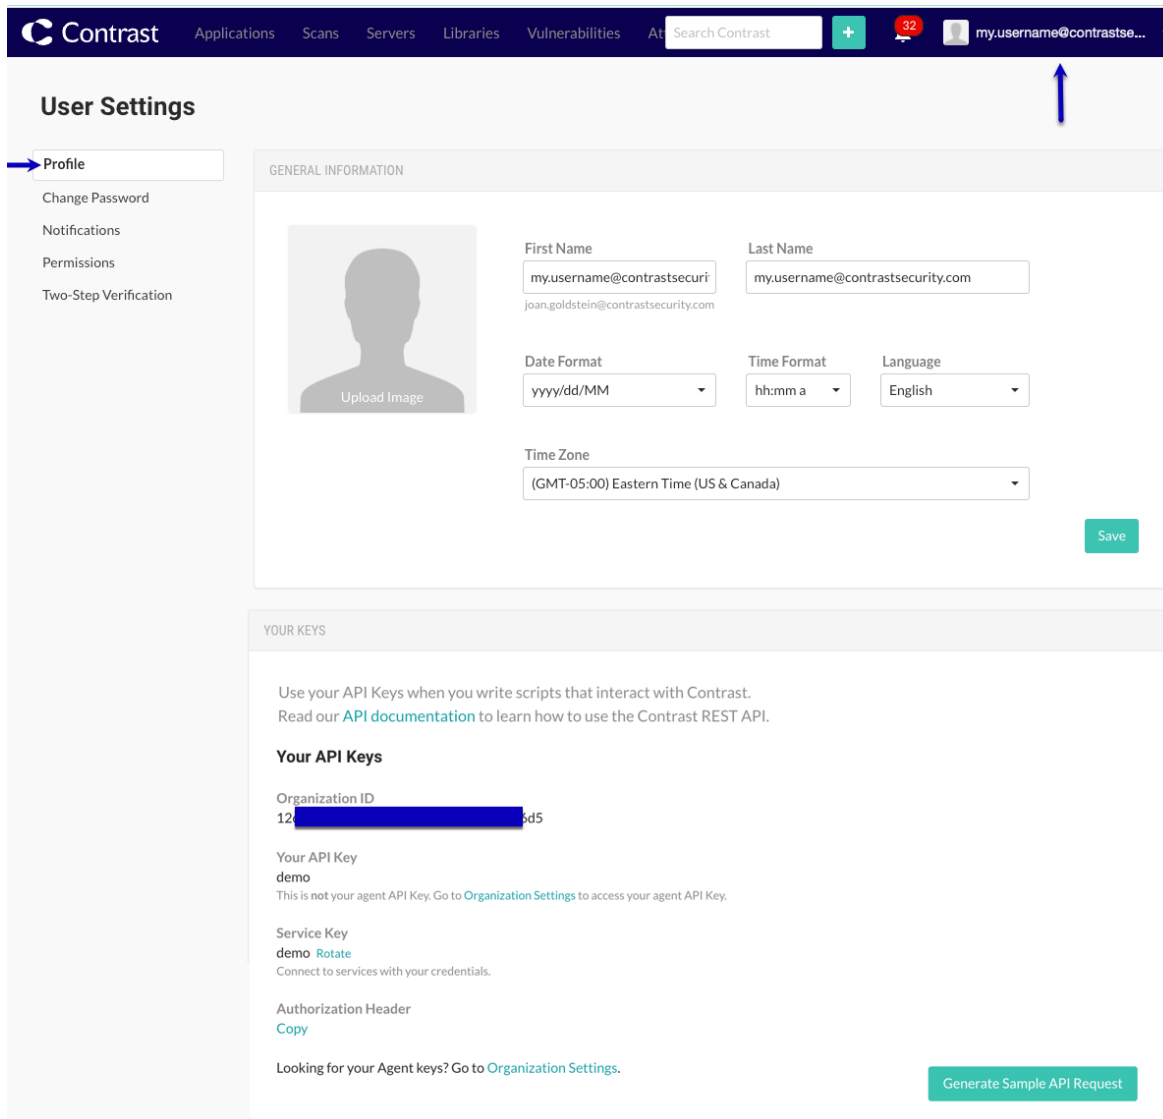 Contrast
Applications Scans Servers Libraries Vulnerabilities At Search Contrast + 32 my.username@contrastse...
User Settings
Profile
Change Password
Notifications
Permissions
Two-Step Verification
GENERAL INFORMATION
Upload Image
First Name Last Name
my.username@contrastsecuri my.username@contrastsecurity.com
joan.goldstein@contrastsecurity.com
Date Format Time Format Language
yyyy/dd/MM hh:mm a English
Time Zone
(GMT-05:00) Eastern Time (US & Canada)
Save
YOUR KEYS
Use your API Keys when you write scripts that interact with Contrast.
Read our API documentation to learn how to use the Contrast REST API.
Your API Keys
Organization ID
12 6d5
Your API Key
demo
This is not your agent API Key. Go to Organization Settings to access your agent API Key.
Service Key
demo Rotate
Connect to services with your credentials.
Authorization Header
Copy
Looking for your Agent keys? Go to Organization Settings.
Generate Sample API Request